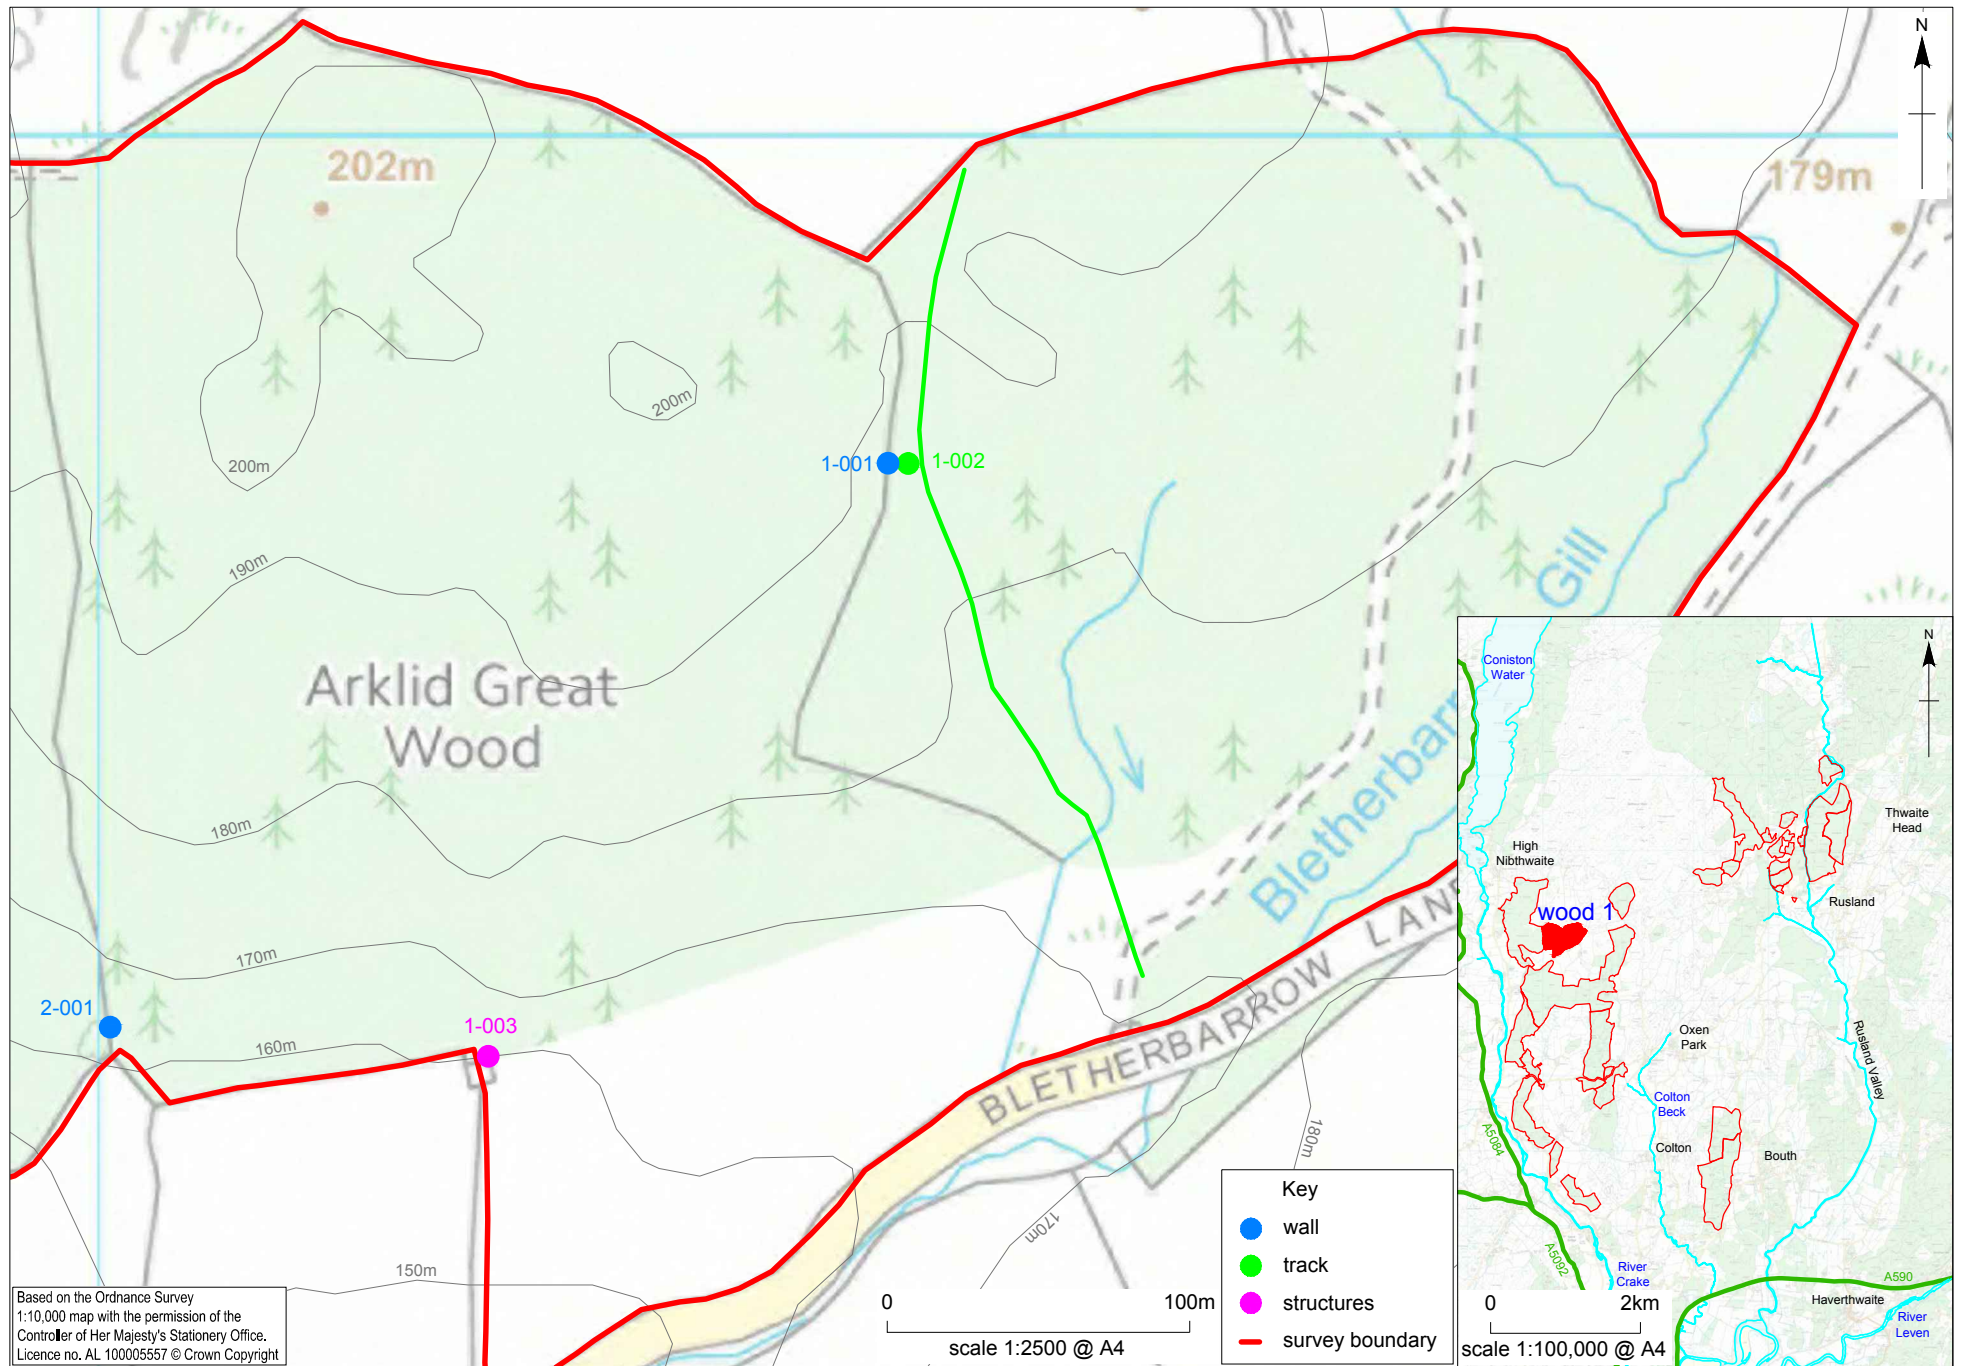 N
202m
179m
200m
200m
1-001
1-002
190m
Gill
Arklid Great
Wood
Bletherbarr
180m
170m
2-001
1-003
160m
BLETHERBARROW LANE
180m
170m
150m
Based on the Ordnance Survey
1:10,000 map with the permission of the
Controller of Her Majesty's Stationery Office.
Licence no. AL 100005557 © Crown Copyright
0 100m
scale 1:2500 @ A4
Key
wall
track
structures
survey boundary
N
Coniston
Water
Thwaite
Head
High
Nibthwaite
Rusland
wood 1
Oxen
Park
Rusland Valley
Colton
Beck
A5084
Colton
Bouth
A5092
River
Crake
A590
Haverthwaite
River
Leven
0 2km
scale 1:100,000 @ A4